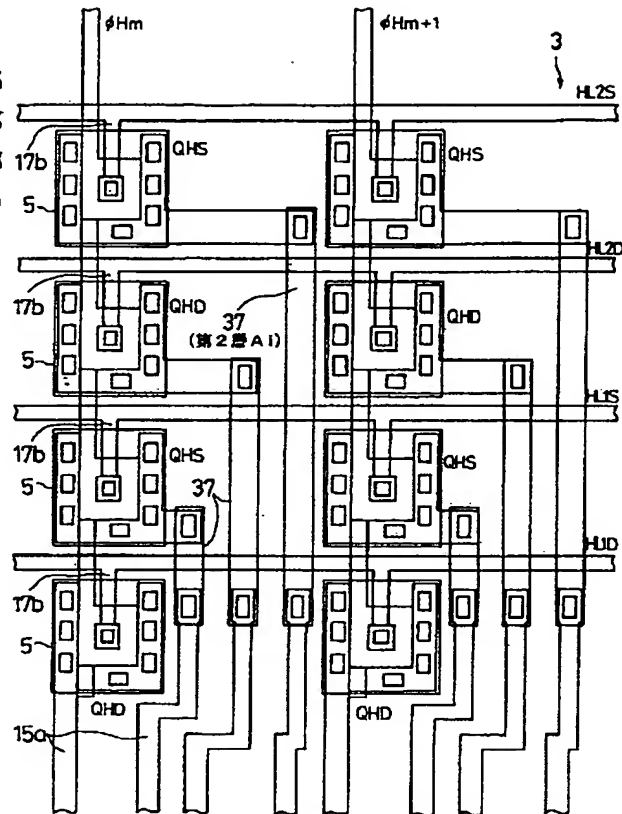 φHm φHm+1
3
HL2S
17b QHS QHS
5
HL2D
17b QHD 37 QHD
(第2層Al)
5
HL1S
17b QHS QHS
5 37
HL1D
17b
5
QHD QHD
15a